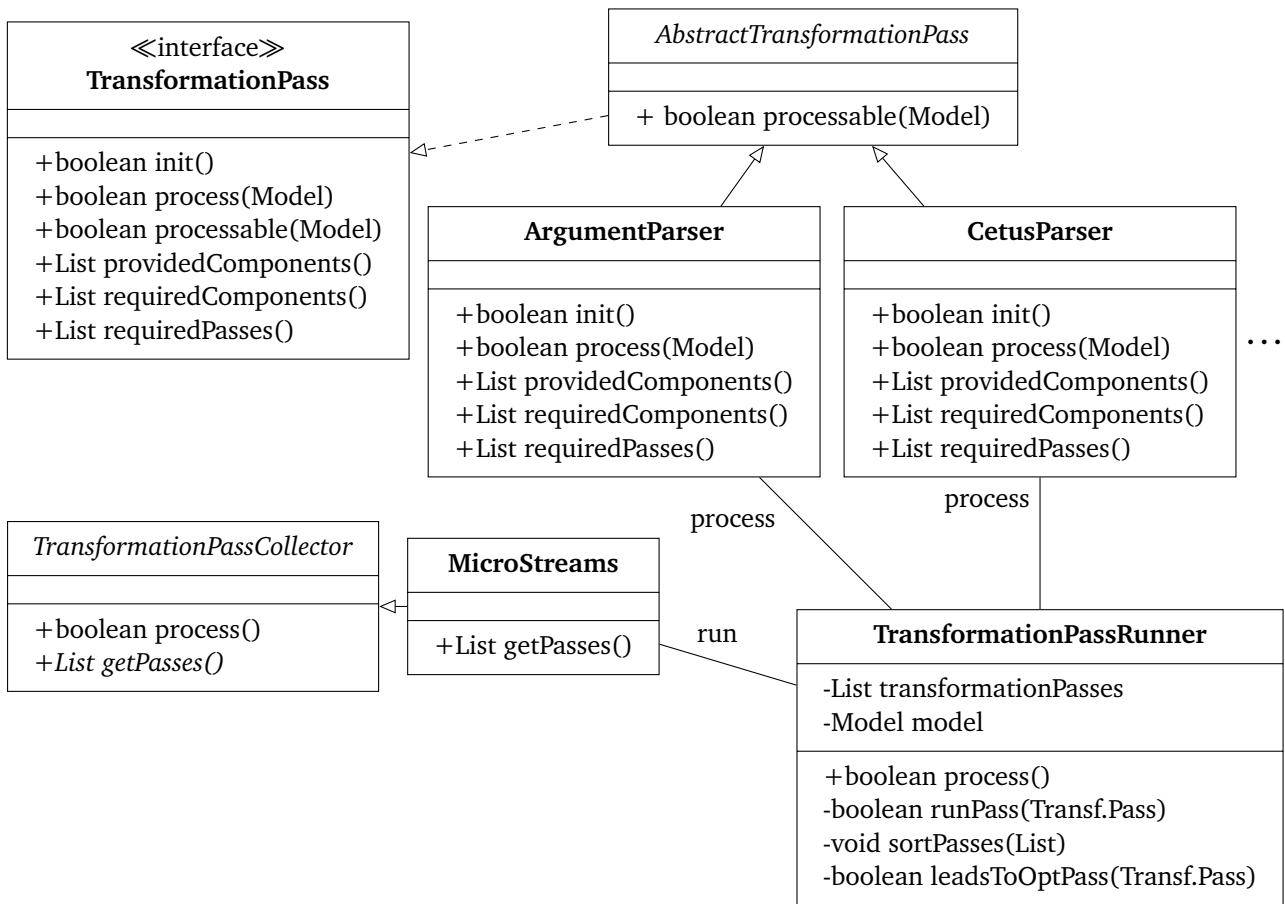 ≪interface≫
TransformationPass
+boolean init()
+boolean process(Model)
+boolean processable(Model)
+List providedComponents()
+List requiredComponents()
+List requiredPasses()
AbstractTransformationPass
+ boolean processable(Model)
ArgumentParser
+boolean init()
+boolean process(Model)
+List providedComponents()
+List requiredComponents()
+List requiredPasses()
CetusParser
+boolean init()
+boolean process(Model)
+List providedComponents()
+List requiredComponents()
+List requiredPasses()
...
process
process
TransformationPassCollector
+boolean process()
+List getPasses()
MicroStreams
+List getPasses()
run
TransformationPassRunner
-List transformationPasses
-Model model
+boolean process()
-boolean runPass(Transf.Pass)
-void sortPasses(List)
-boolean leadsToOptPass(Transf.Pass)